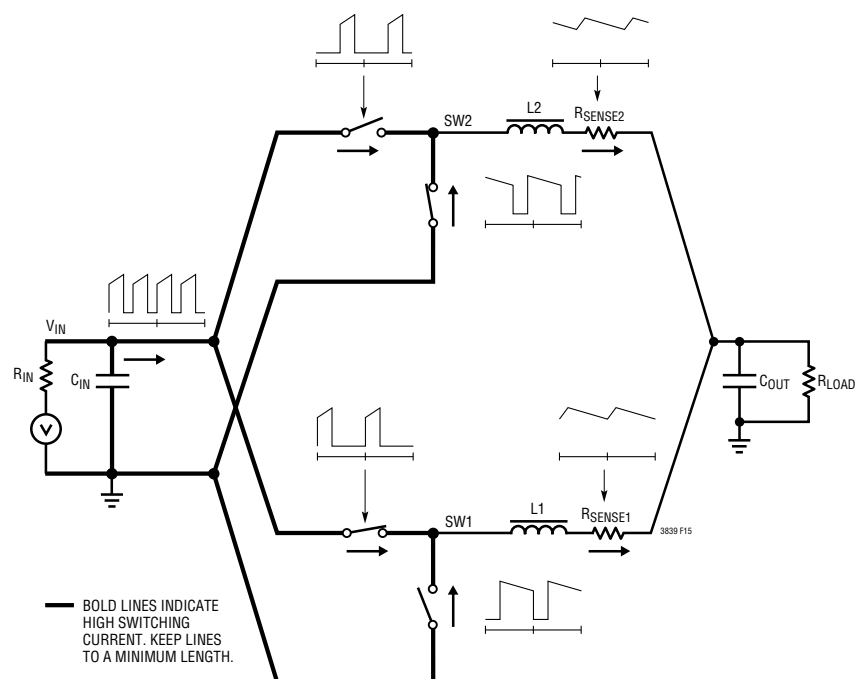 SW2
L2
RSENSE2
VIN
RIN
CIN
V
COUT
RLOAD
SW1
L1
RSENSE1
3839 F15
BOLD LINES INDICATE
HIGH SWITCHING
CURRENT. KEEP LINES
TO A MINIMUM LENGTH.